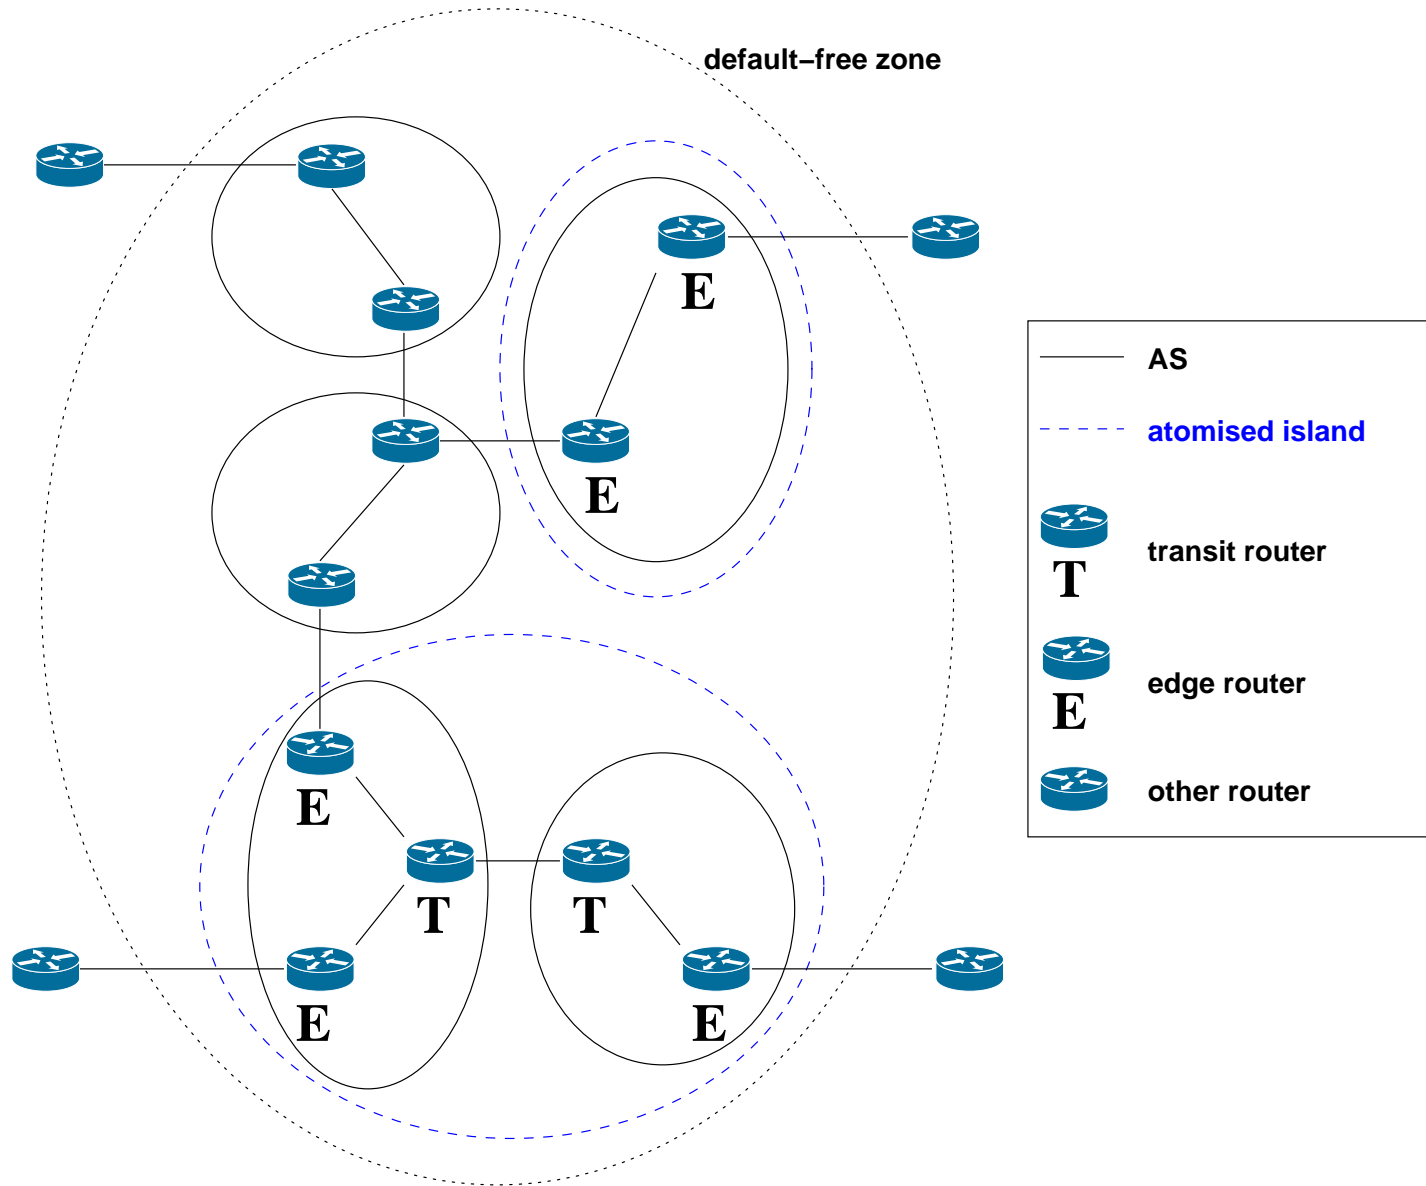 default–free zone
E
E
AS
atomised island
transit router
T
edge router
E
other router
E
T
T
E
E